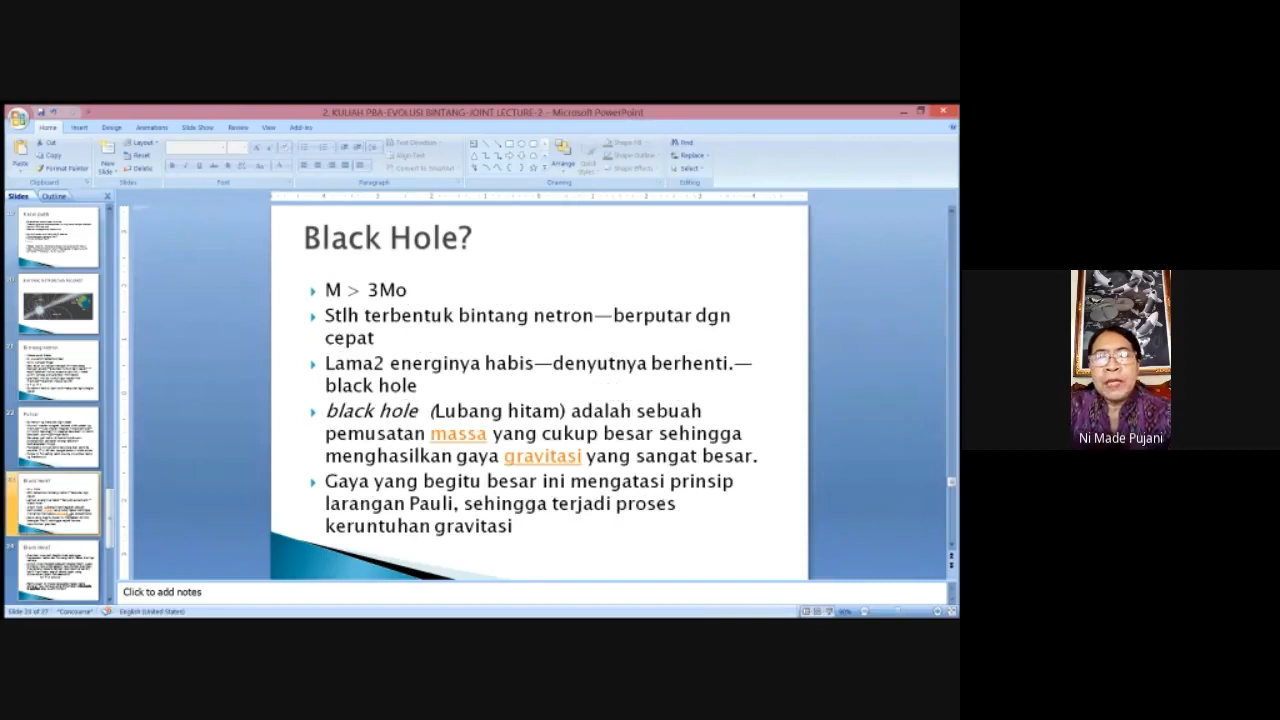 2. KULIAH PBA-EVOLUSI BINTANG-JOINT LECTURE-2 - Microsoft PowerPoint
Home Insert Design Animations Slide Show Review View Add-Ins
Paste
Cut
Copy
Format Painter
Clipboard
New
Slide
Layout
Reset
Delete
Slides
Font
Text Direction
Align Text
Convert to SmartArt
Paragraph
Arrange
Quick
Styles
Shape Fill
Shape Outline
Shape Effects
Drawing
Find
Replace
Select
Editing
Slides Outline
Black Hole?
M > 3Mo
Stlh terbentuk bintang netron—berputar dgn
cepat
Lama2 energinya habis—denyutnya berhenti.—
black hole
black hole (Lubang hitam) adalah sebuah
pemusatan massa yang cukup besar sehingga
menghasilkan gaya gravitasi yang sangat besar.
Gaya yang begitu besar ini mengatasi prinsip
larangan Pauli, sehingga terjadi proses
keruntuhan gravitasi
Click to add notes
"Concourse" English (United States)
90%
Ni Made Pujani